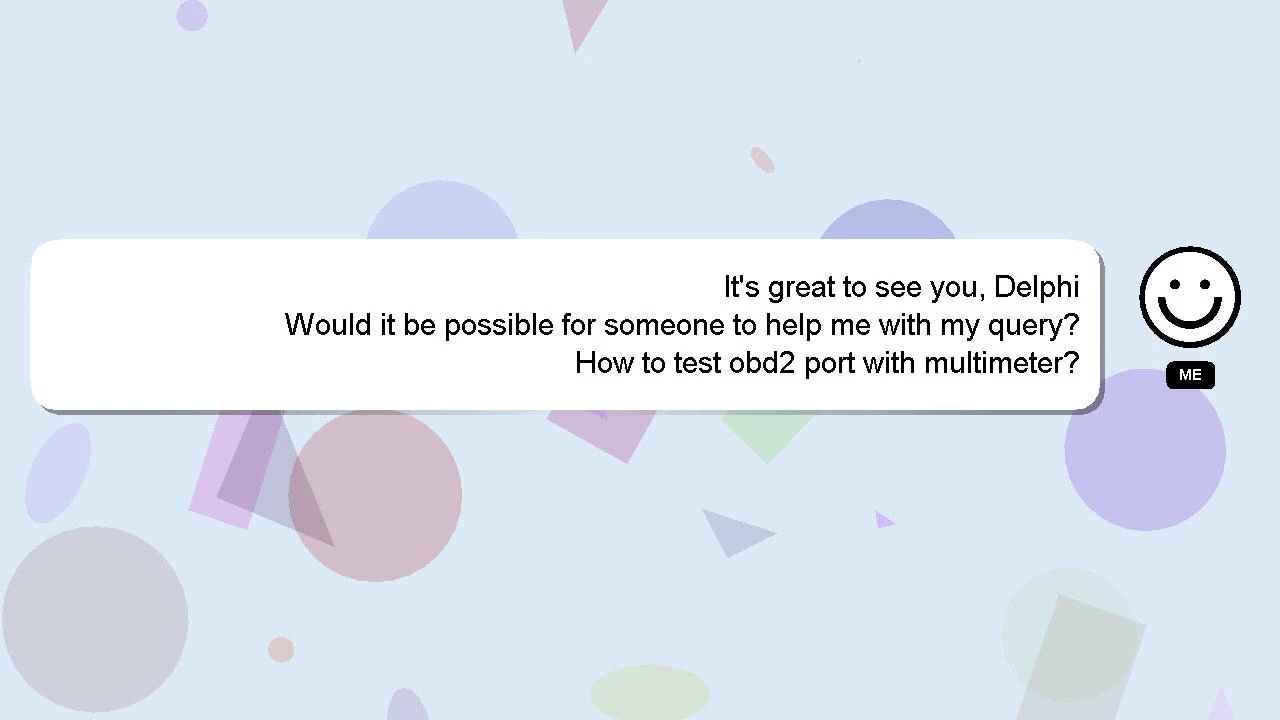 It's great to see you, Delphi
Would it be possible for someone to help me with my query?
How to test obd2 port with multimeter?
ME